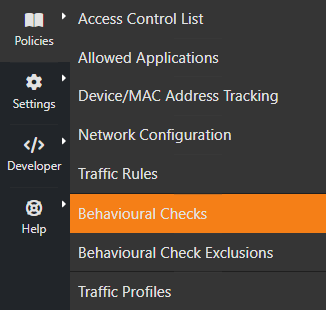 Policies
Settings
Developer
Help
Access Control List
Allowed Applications
Device/MAC Address Tracking
Network Configuration
Traffic Rules
Behavioural Checks
Behavioural Check Exclusions
Traffic Profiles